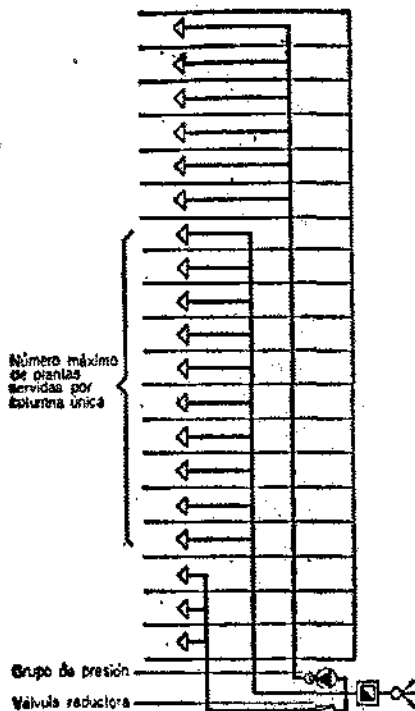 Número máximo
de plantas
servidas por
columna única
Grupo de presión
Válvula reductora